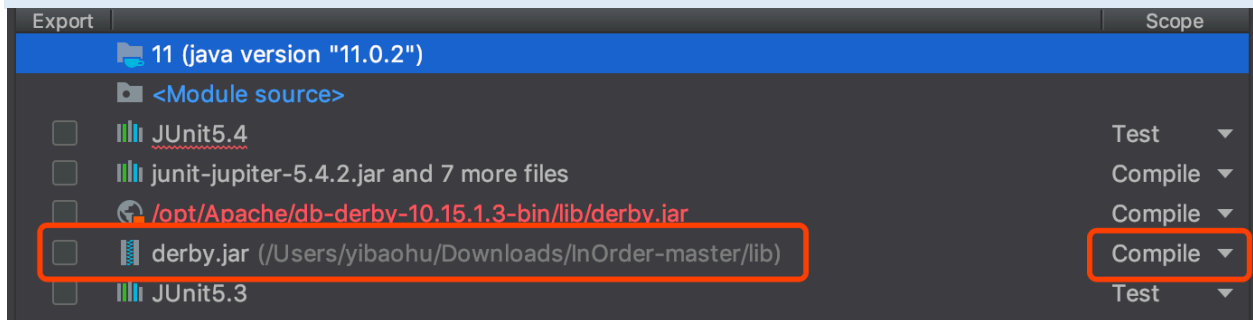 Export Scope
11 (java version "11.0.2")
<Module source>
JUnit5.4 Test
junit-jupiter-5.4.2.jar and 7 more files Compile
/opt/Apache/db-derby-10.15.1.3-bin/lib/derby.jar Compile
derby.jar (/Users/yibaohu/Downloads/InOrder-master/lib) Compile
JUnit5.3 Test